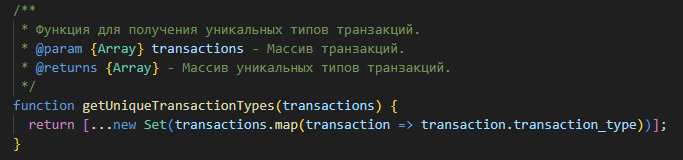 /**
 * Функция для получения уникальных типов транзакций.
 * @param {Array} transactions - Массив транзакций.
 * @returns {Array} - Массив уникальных типов транзакций.
 */
function getUniqueTransactionTypes(transactions) {
  return [...new Set(transactions.map(transaction => transaction.transaction_type))];
}